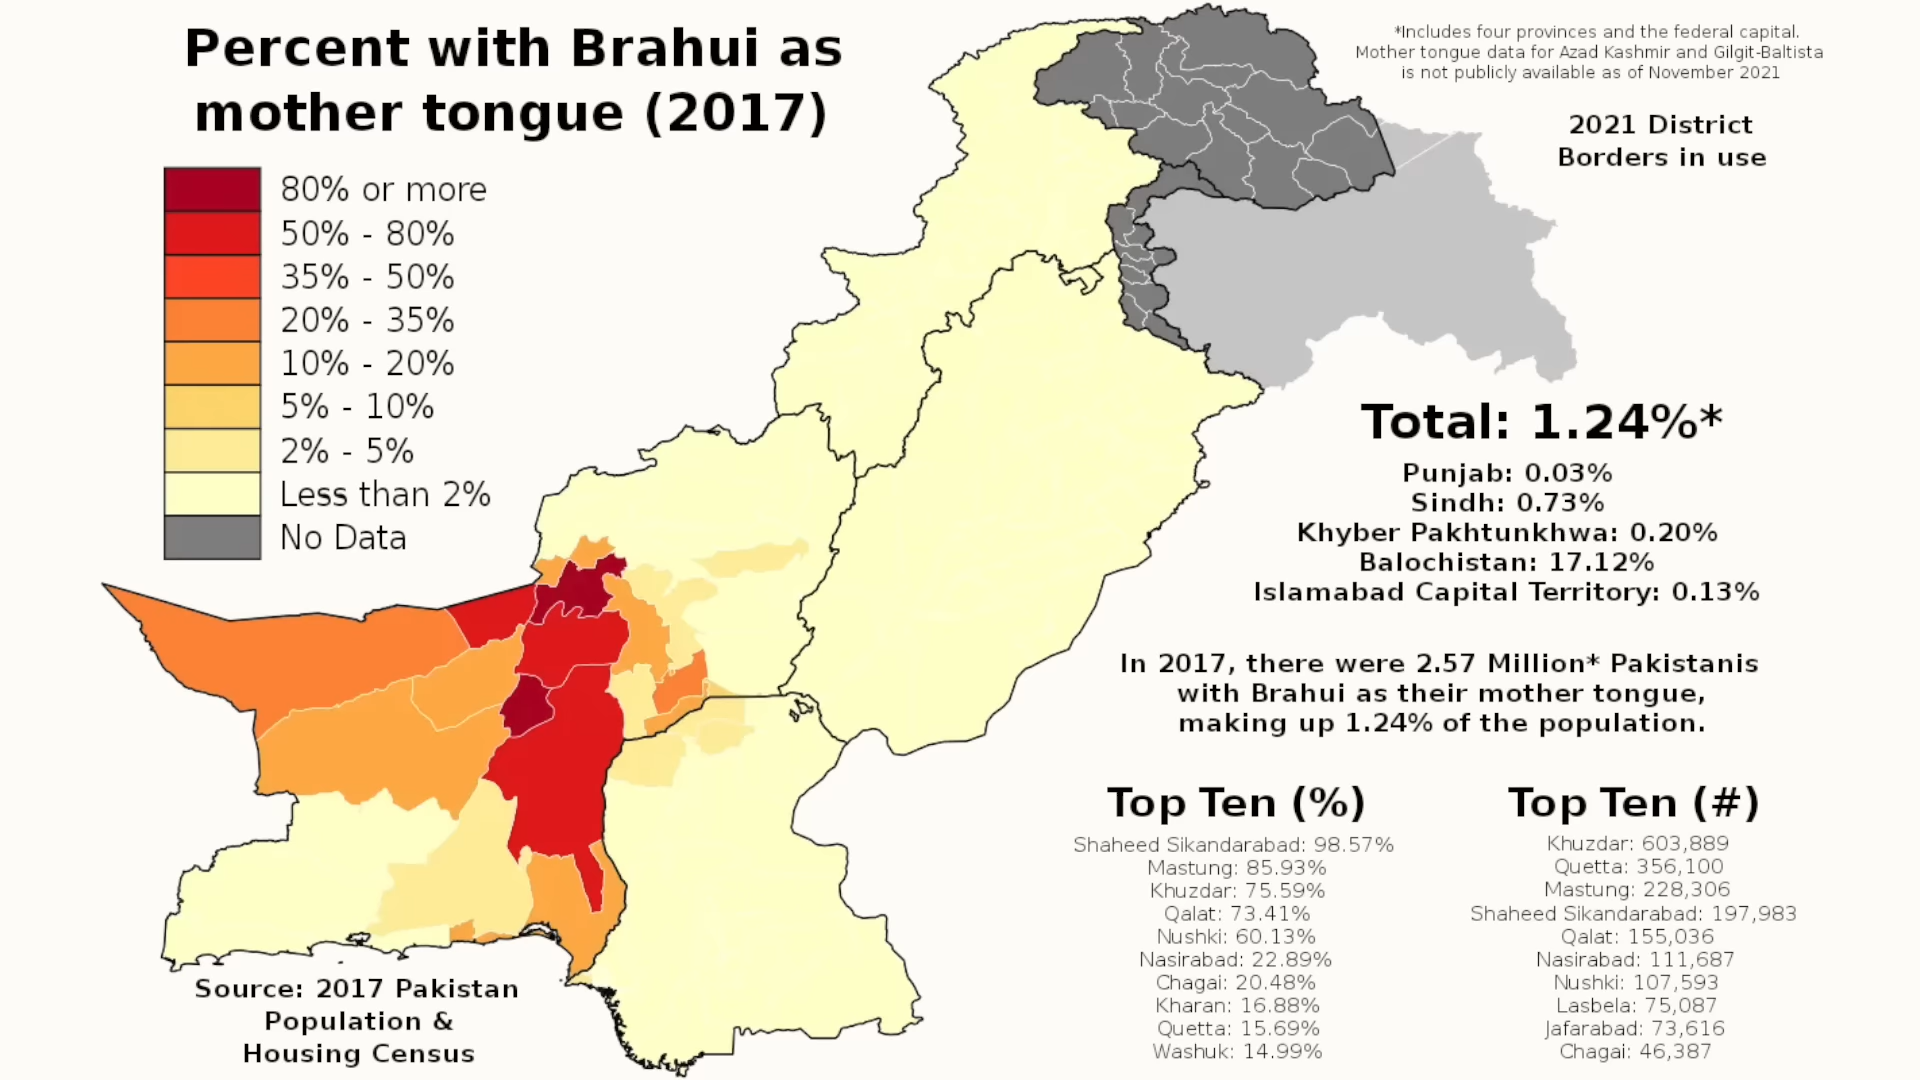 Percent with Brahui as
mother tongue (2017)
80% or more
50% - 80%
35% - 50%
20% - 35%
10% - 20%
5% - 10%
2% - 5%
Less than 2%
No Data
*Includes four provinces and the federal capital.
Mother tongue data for Azad Kashmir and Gilgit-Baltista
is not publicly available as of November 2021
2021 District
Borders in use
Total: 1.24%*
Punjab: 0.03%
Sindh: 0.73%
Khyber Pakhtunkhwa: 0.20%
Balochistan: 17.12%
Islamabad Capital Territory: 0.13%
In 2017, there were 2.57 Million* Pakistanis
with Brahui as their mother tongue,
making up 1.24% of the population.
Top Ten (%)
Shaheed Sikandarabad: 98.57%
Mastung: 85.93%
Khuzdar: 75.59%
Qalat: 73.41%
Nushki: 60.13%
Nasirabad: 22.89%
Chagai: 20.48%
Kharan: 16.88%
Quetta: 15.69%
Washuk: 14.99%
Top Ten (#)
Khuzdar: 603,889
Quetta: 356,100
Mastung: 228,306
Shaheed Sikandarabad: 197,983
Qalat: 155,036
Nasirabad: 111,687
Nushki: 107,593
Lasbela: 75,087
Jafarabad: 73,616
Chagai: 46,387
Source: 2017 Pakistan
Population &
Housing Census